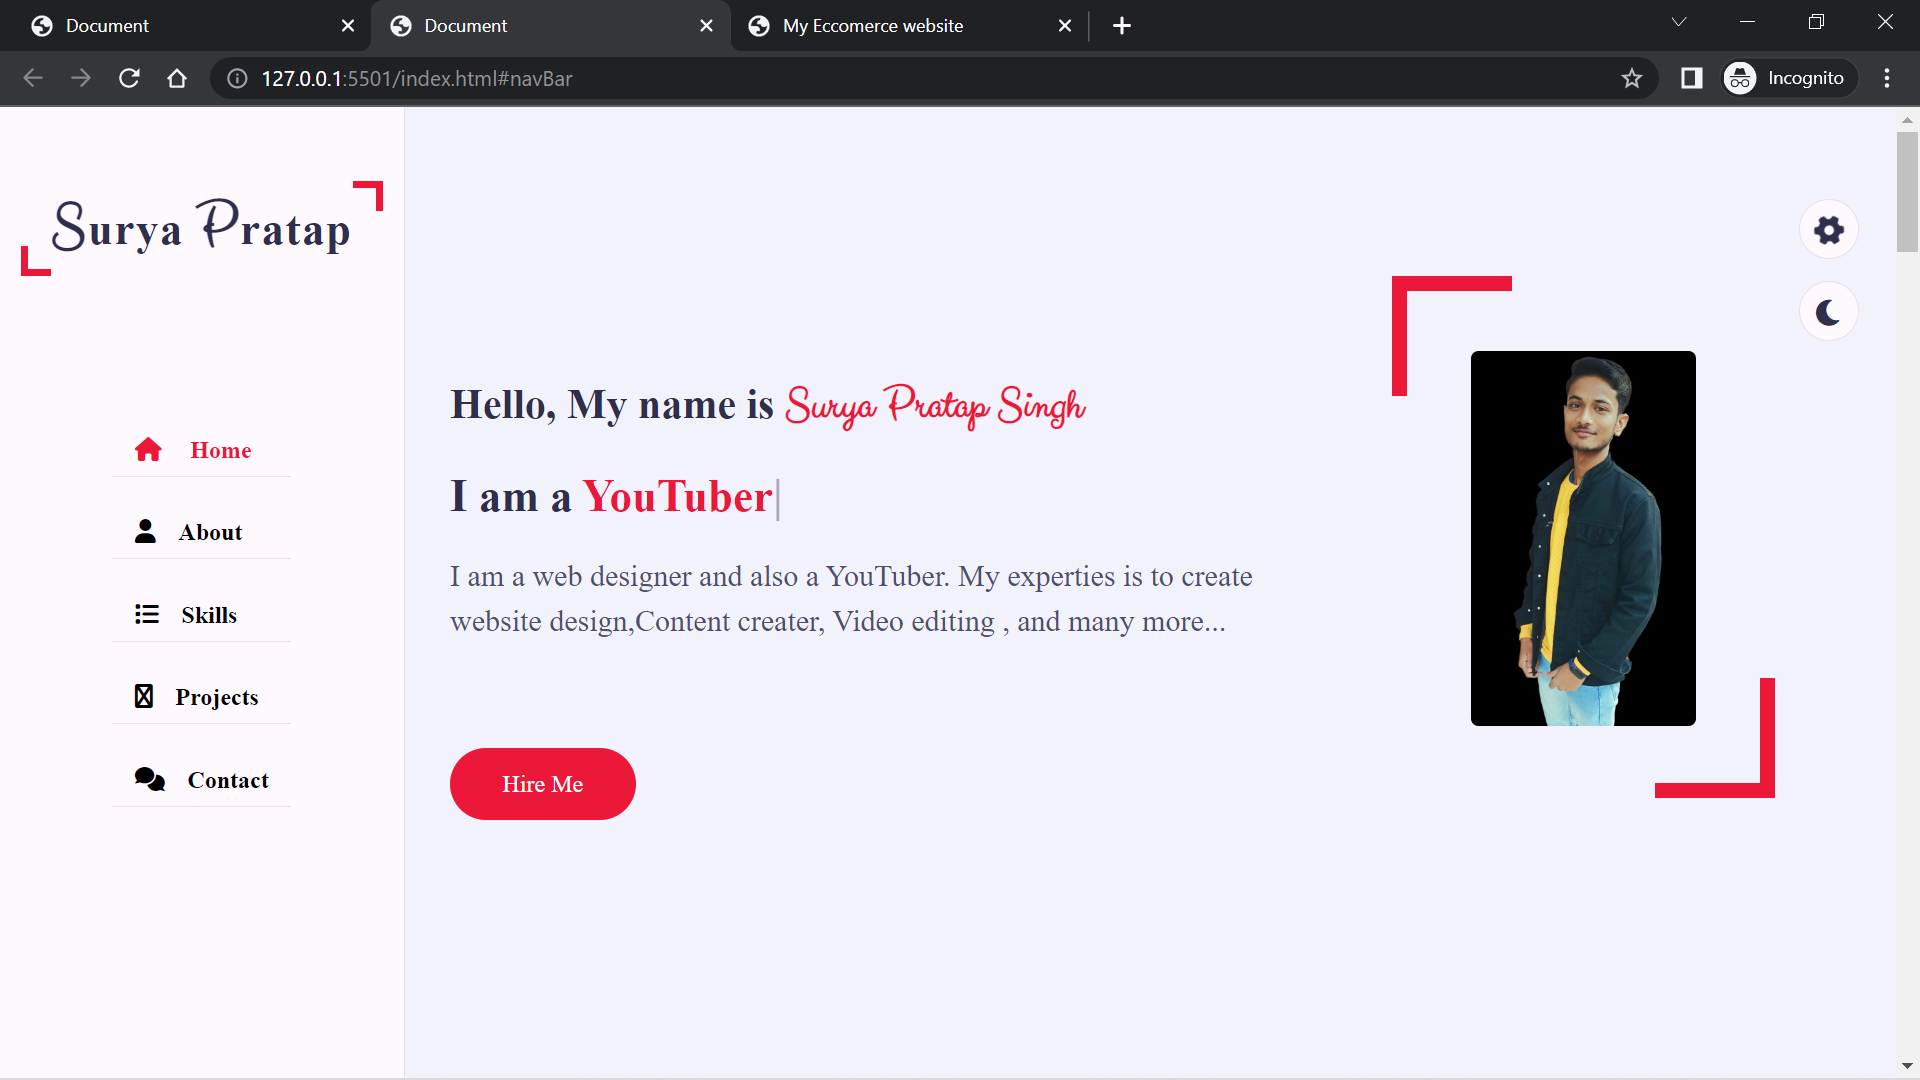 Document
Document
My Eccomerce website
127.0.0.1:5501/index.html#navBar
Incognito
Surya Pratap
Home
About
Skills
Projects
Contact
Hello, My name is Surya Pratap Singh
I am a YouTuber
I am a web designer and also a YouTuber. My experties is to create
website design,Content creater, Video editing , and many more...
Hire Me